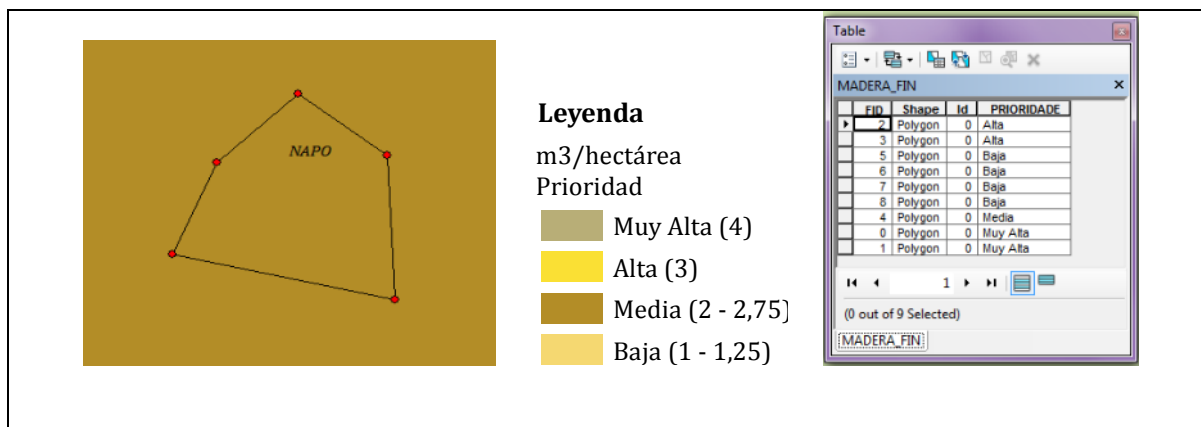 NAPO
Leyenda
m3/hectárea
Prioridad
Muy Alta (4)
Alta (3)
Media (2 - 2,75)
Baja (1 - 1,25)
Table
MADERA_FIN
FID Shape Id PRIORIDADE
2 Polygon 0 Alta
3 Polygon 0 Alta
5 Polygon 0 Baja
6 Polygon 0 Baja
7 Polygon 0 Baja
8 Polygon 0 Baja
4 Polygon 0 Media
0 Polygon 0 Muy Alta
1 Polygon 0 Muy Alta
1
(0 out of 9 Selected)
MADERA_FIN